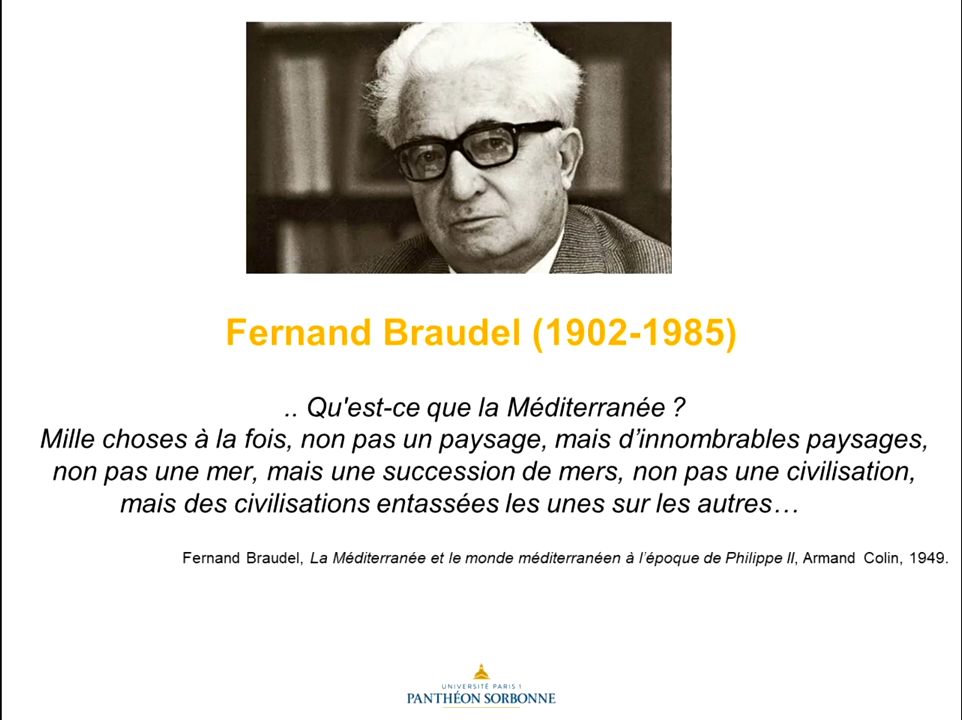 Fernand Braudel (1902-1985)
.. Qu'est-ce que la Méditerranée ?
Mille choses à la fois, non pas un paysage, mais d’innombrables paysages,
non pas une mer, mais une succession de mers, non pas une civilisation,
mais des civilisations entassées les unes sur les autres…
Fernand Braudel, La Méditerranée et le monde méditerranéen à l’époque de Philippe II, Armand Colin, 1949.
UNIVERSITÉ PARIS 1
PANTHÉON SORBONNE